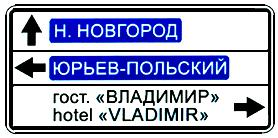 Н. НОВГОРОД
ЮРЬЕВ-ПОЛЬСКИЙ
гост. «ВЛАДИМИР»
hotel «VLADIMIR»